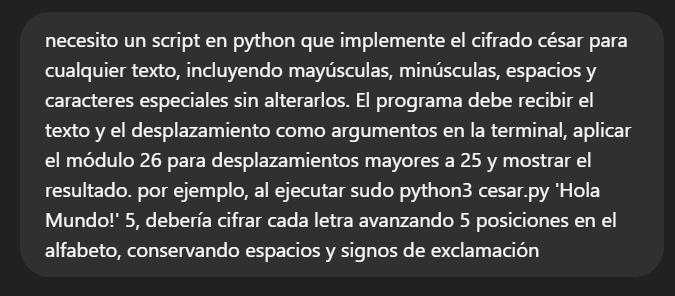 necesito un script en python que implemente el cifrado césar para
cualquier texto, incluyendo mayúsculas, minúsculas, espacios y
caracteres especiales sin alterarlos. El programa debe recibir el
texto y el desplazamiento como argumentos en la terminal, aplicar
el módulo 26 para desplazamientos mayores a 25 y mostrar el
resultado. por ejemplo, al ejecutar sudo python3 cesar.py 'Hola
Mundo!' 5, debería cifrar cada letra avanzando 5 posiciones en el
alfabeto, conservando espacios y signos de exclamación